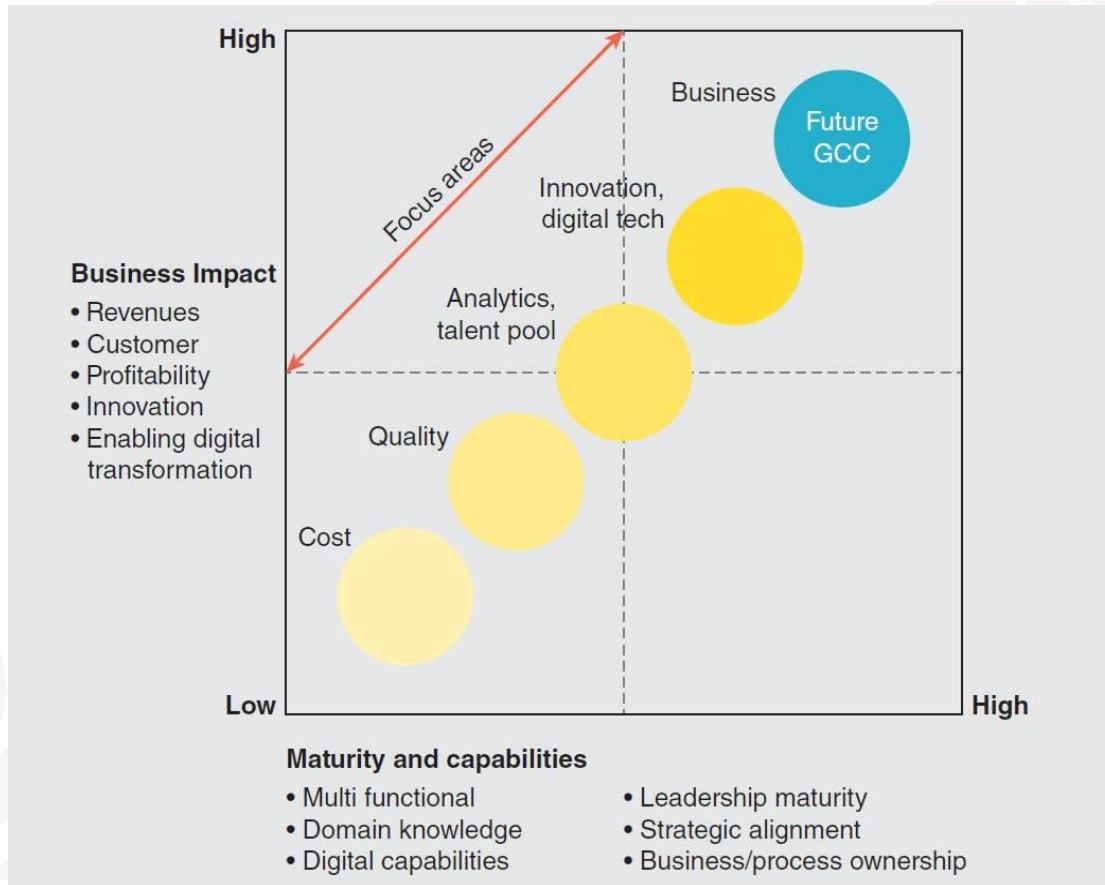 High
Business
Future
GCC
Focus areas
Innovation,
digital tech
Business Impact
• Revenues
• Customer
• Profitability
• Innovation
• Enabling digital
transformation
Analytics,
talent pool
Quality
Cost
Low
High
Maturity and capabilities
• Multi functional
• Domain knowledge
• Digital capabilities
• Leadership maturity
• Strategic alignment
• Business/process ownership